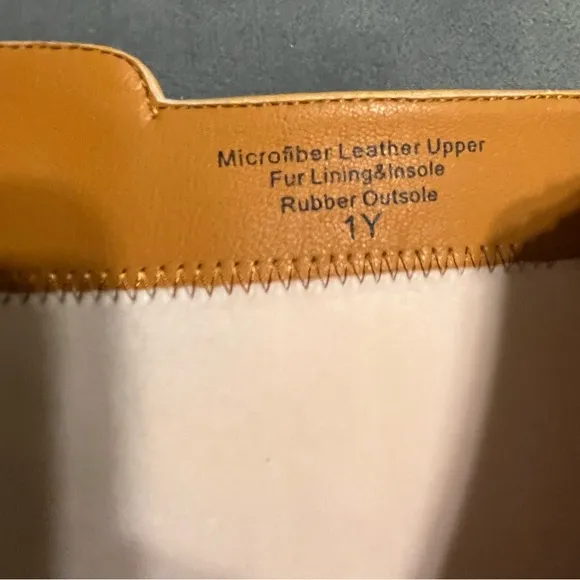 Microfiber Leather Upper
Fur Lining&Insole
Rubber Outsole
1Y